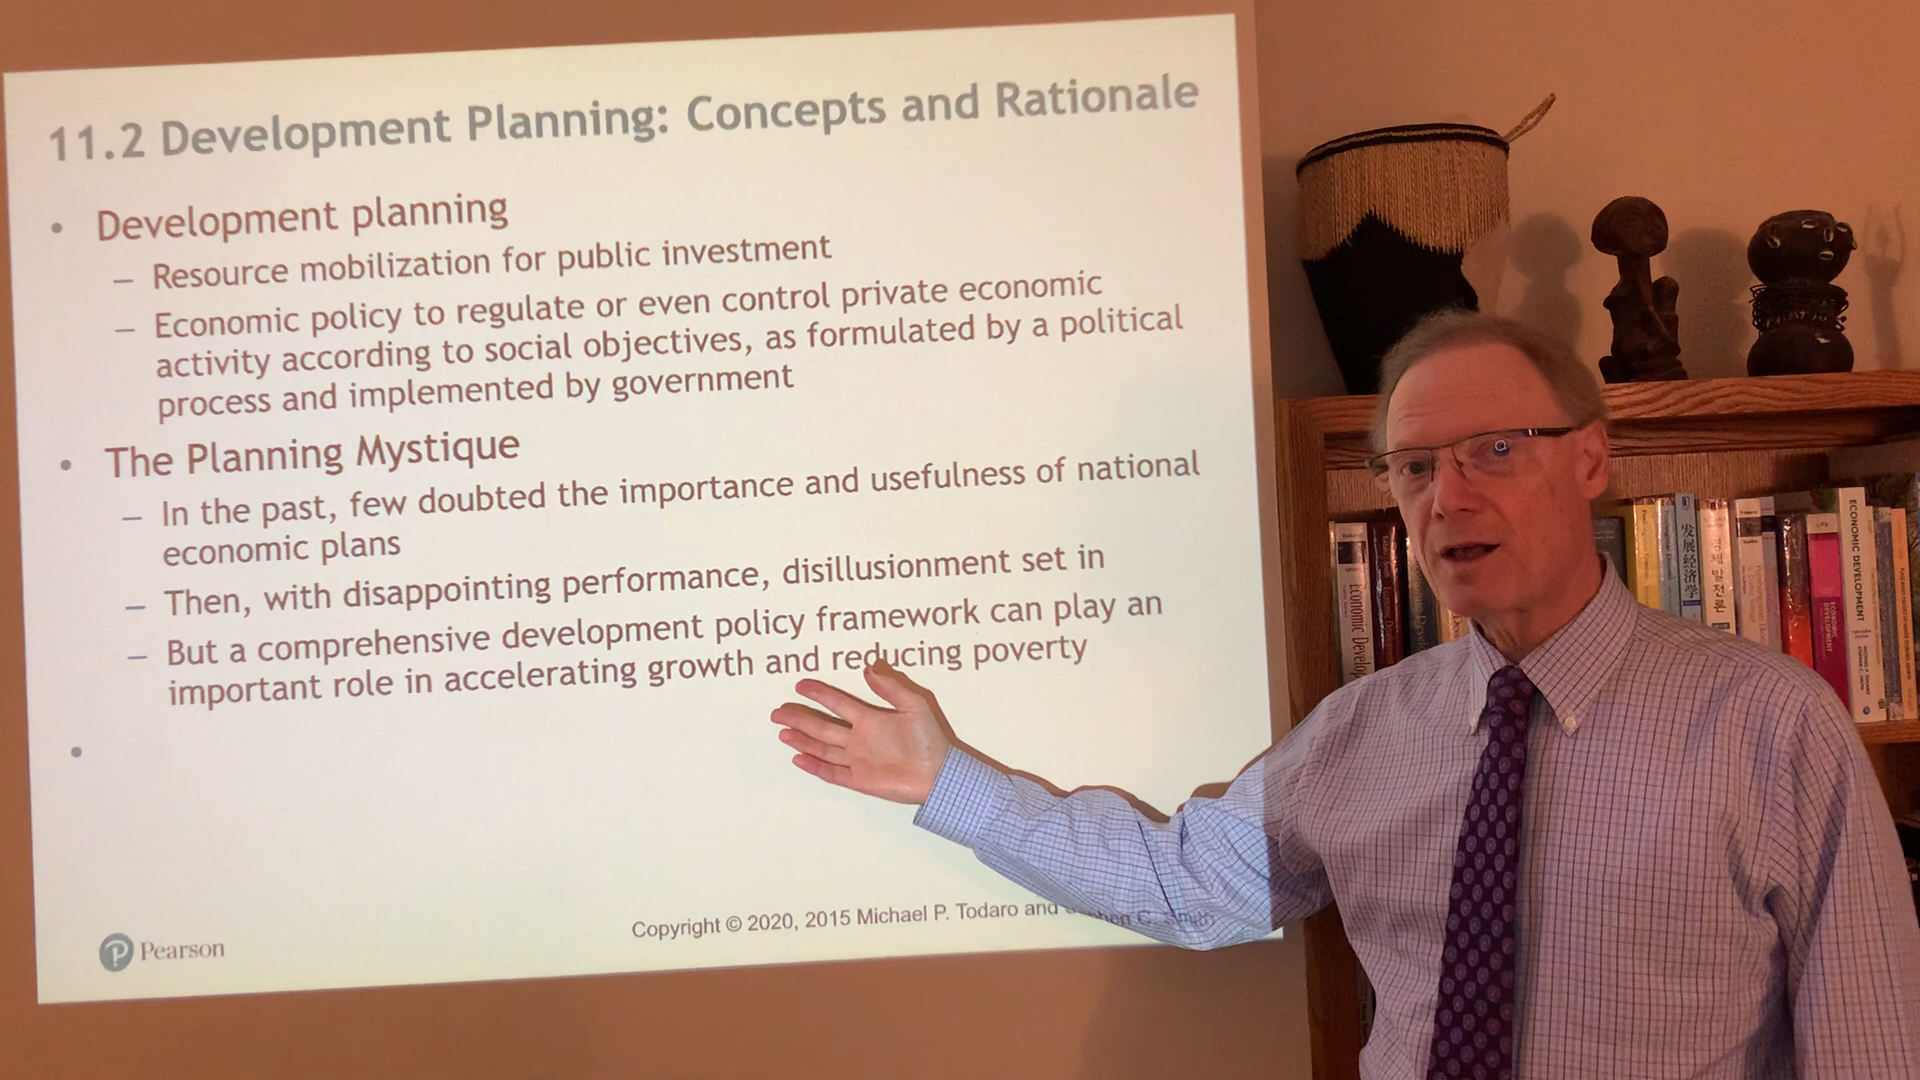 11.2 Development Planning: Concepts and Rationale
• Development planning
– Resource mobilization for public investment
– Economic policy to regulate or even control private economic
activity according to social objectives, as formulated by a political
process and implemented by government
• The Planning Mystique
– In the past, few doubted the importance and usefulness of national
economic plans
– Then, with disappointing performance, disillusionment set in
– But a comprehensive development policy framework can play an
important role in accelerating growth and reducing poverty
•
Copyright © 2020, 2015 Michael P. Todaro and C. Smith
Pearson
Economic
发展经济学
경제발전론
ECONOMIC DEVELOPMENT
ECONOMIC DEVELOPMENT